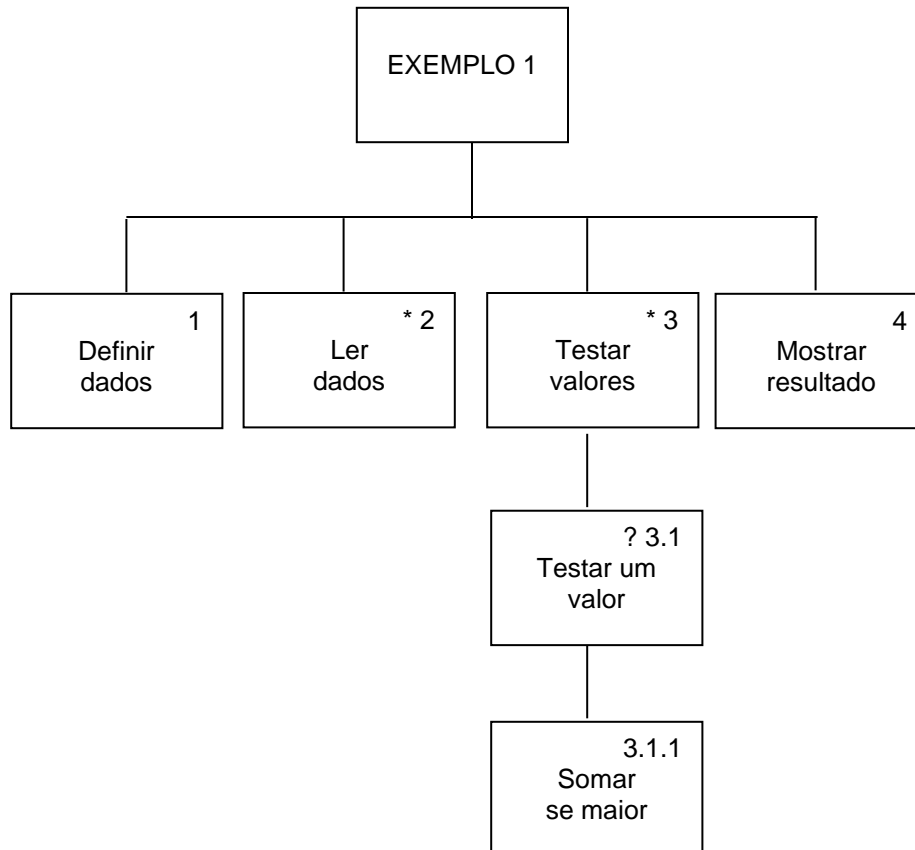 EXEMPLO 1
1
Definir
dados
* 2
Ler
dados
* 3
Testar
valores
4
Mostrar
resultado
? 3.1
Testar um
valor
3.1.1
Somar
se maior